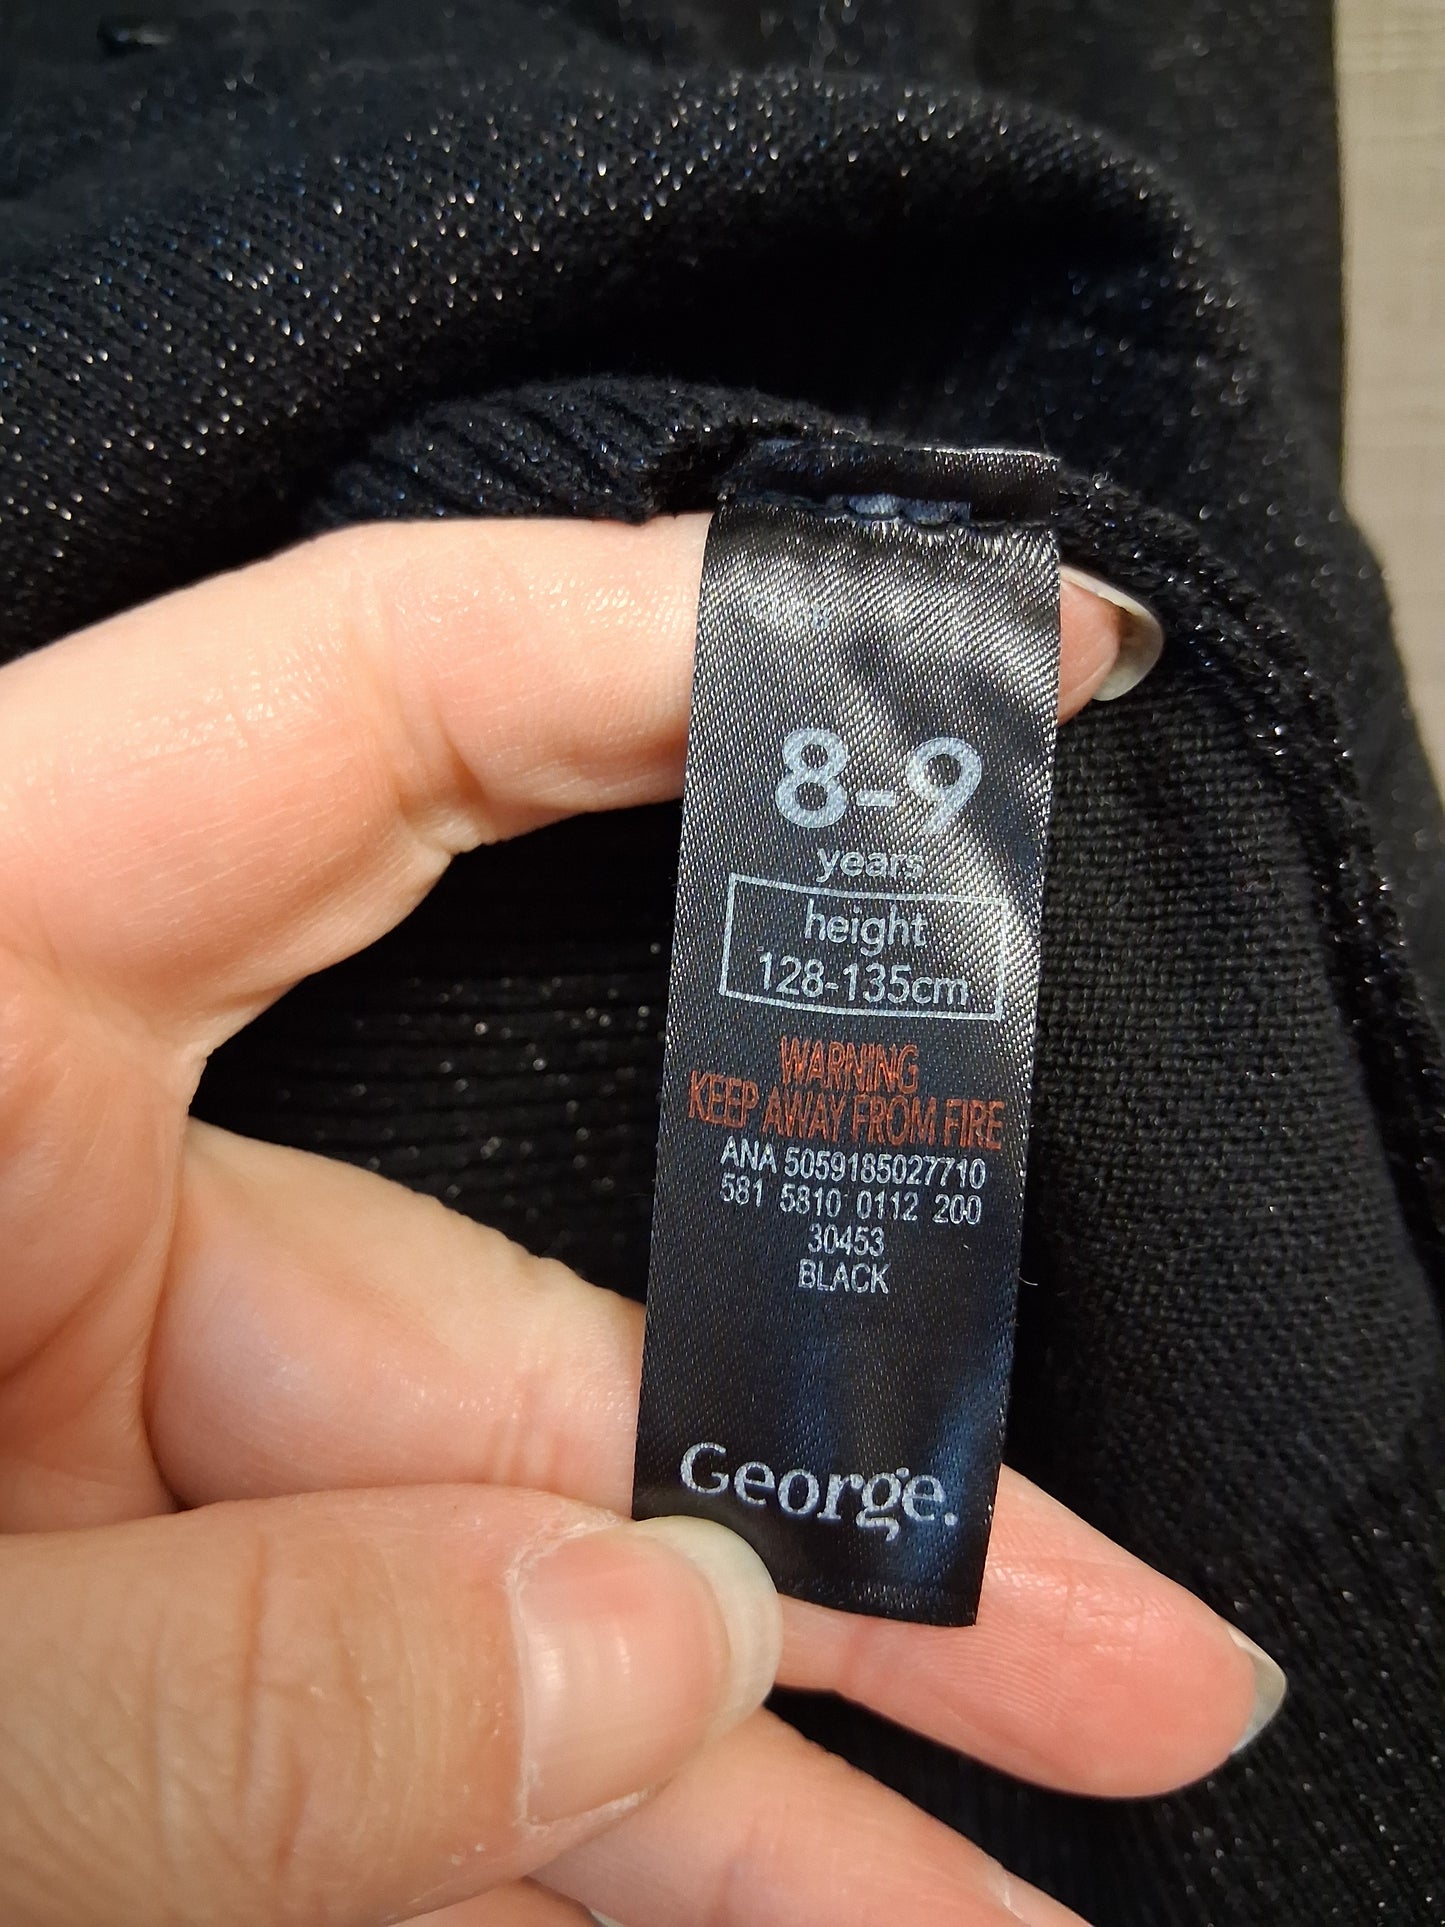 8-9
years
height
128-135cm
WARNING
KEEP AWAY FROM FIRE
ANA 5059185027710
581 5810 0112 200
30453
BLACK
George.